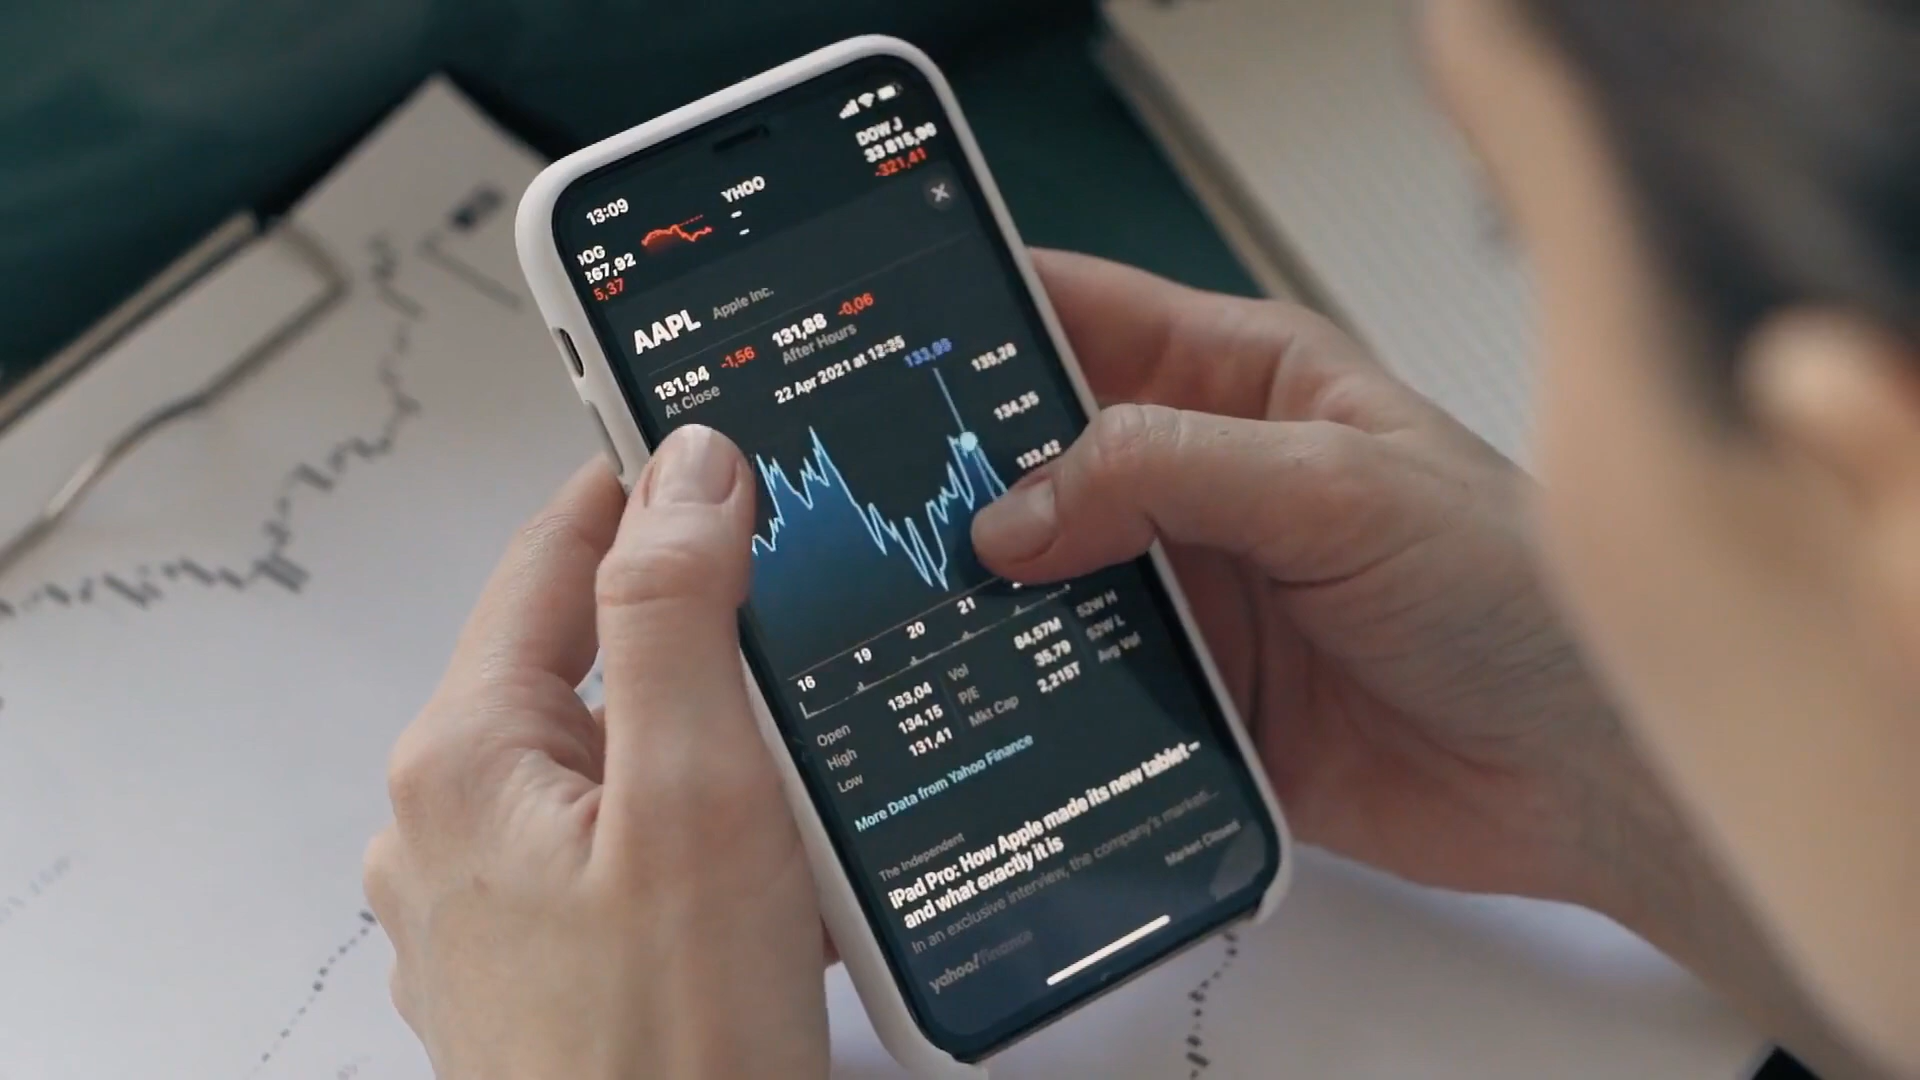 13:09
YHOO
DOW J
33 815,90
-321,41
267,92
5,37
AAPL Apple Inc.
131,94 -1,56
At Close
131,88 -0,06
After Hours
22 Apr 2021 at 12:35
135,28
134,35
133,42
16 19 20 21
Open 133,04
High 134,15
Low 131,41
Vol 84,57M
P/E 35,79
Mkt Cap 2,215T
52W H
52W L
Avg Vol
More Data from Yahoo Finance
The Independent
iPad Pro: How Apple made its new tablet –
and what exactly it is
In an exclusive interview, the company's marketi...
yahoo!finance
Market Closed